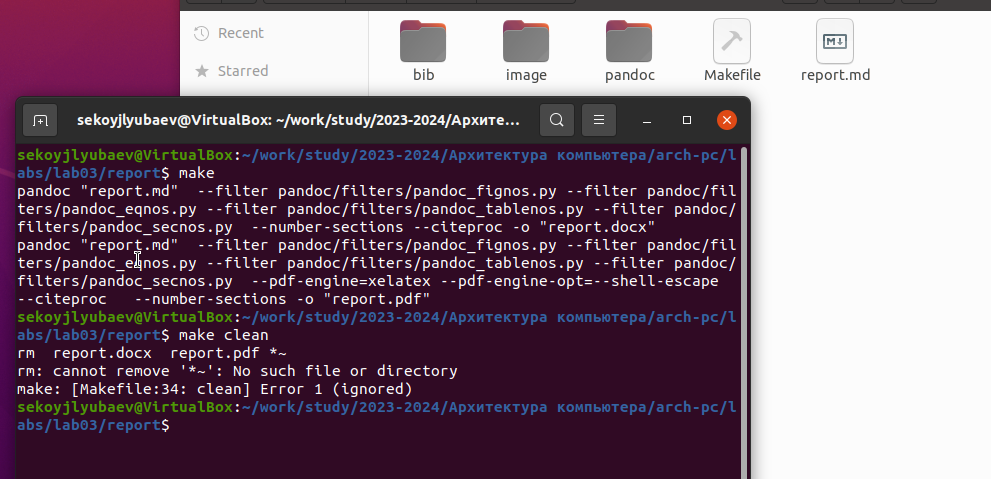 Recent
Starred
bib
image
pandoc
Makefile
report.md
sekoyjlyubaev@VirtualBox: ~/work/study/2023-2024/Архите...
sekoyjlyubaev@VirtualBox:~/work/study/2023-2024/Архитектура компьютера/arch-pc/l
abs/lab03/report$ make
pandoc "report.md"  --filter pandoc/filters/pandoc_fignos.py --filter pandoc/fil
ters/pandoc_eqnos.py --filter pandoc/filters/pandoc_tablenos.py --filter pandoc/
filters/pandoc_secnos.py  --number-sections --citeproc -o "report.docx"
pandoc "report.md"  --filter pandoc/filters/pandoc_fignos.py --filter pandoc/fil
ters/pandoc_eqnos.py --filter pandoc/filters/pandoc_tablenos.py --filter pandoc/
filters/pandoc_secnos.py  --pdf-engine=xelatex --pdf-engine-opt=--shell-escape
--citeproc   --number-sections -o "report.pdf"
sekoyjlyubaev@VirtualBox:~/work/study/2023-2024/Архитектура компьютера/arch-pc/l
abs/lab03/report$ make clean
rm  report.docx  report.pdf *~
rm: cannot remove '*~': No such file or directory
make: [Makefile:34: clean] Error 1 (ignored)
sekoyjlyubaev@VirtualBox:~/work/study/2023-2024/Архитектура компьютера/arch-pc/l
abs/lab03/report$